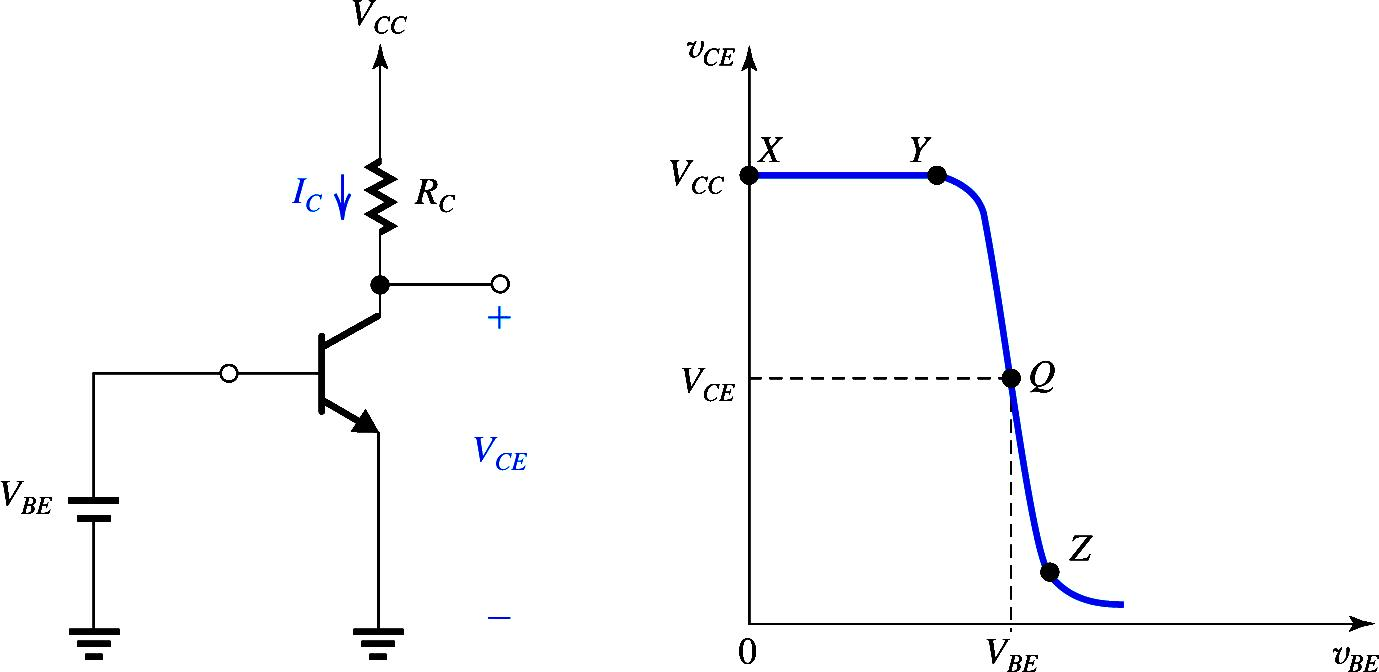 V_CC
I_C
R_C
+
V_CE
V_BE
−
v_CE
X
Y
V_CC
V_CE
Q
Z
0
V_BE
v_BE